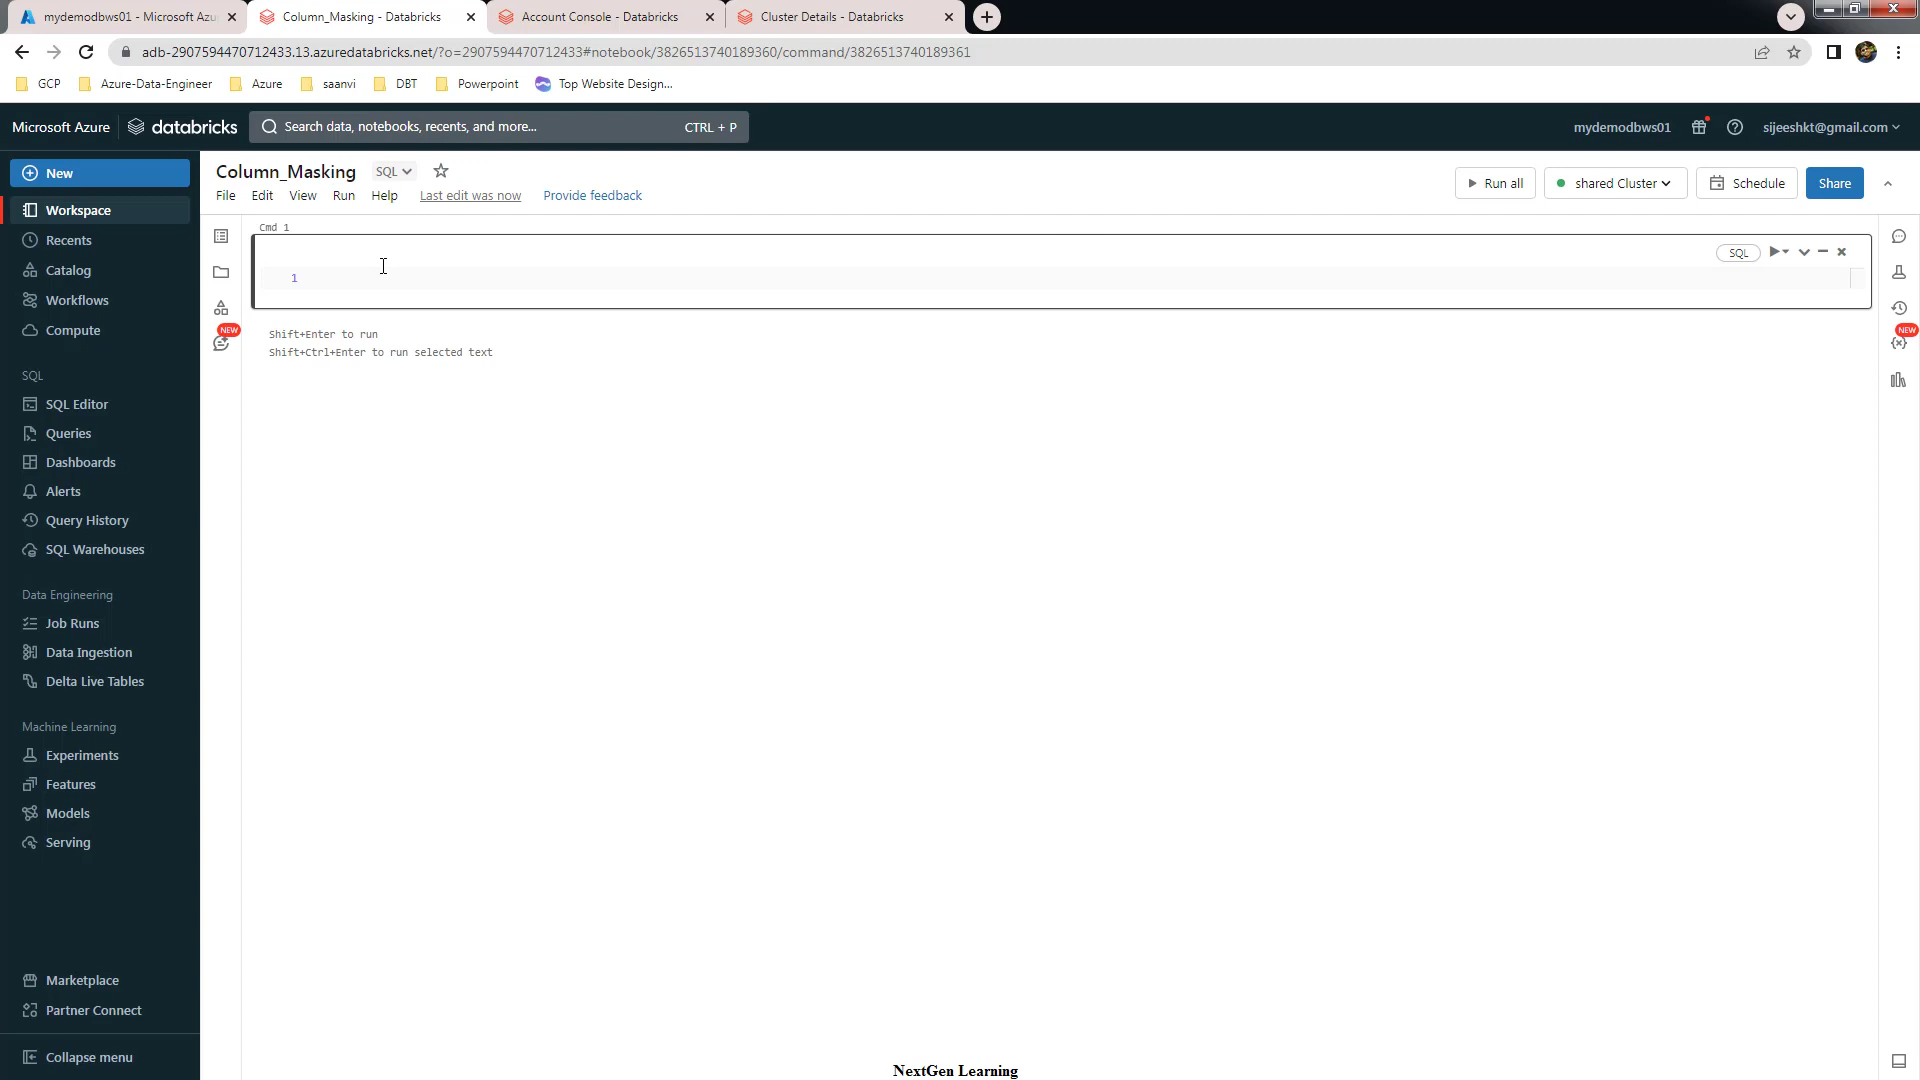 mydemodbws01 - Microsoft Azu
Column_Masking - Databricks
Account Console - Databricks
Cluster Details - Databricks
adb-2907594470712433.13.azuredatabricks.net/?o=2907594470712433#notebook/3826513740189360/command/3826513740189361
GCP
Azure-Data-Engineer
Azure
saanvi
DBT
Powerpoint
Top Website Design...
Microsoft Azure
databricks
Search data, notebooks, recents, and more...
CTRL + P
mydemodbws01
sijeeshkt@gmail.com
New
Workspace
Recents
Catalog
Workflows
Compute
SQL
SQL Editor
Queries
Dashboards
Alerts
Query History
SQL Warehouses
Data Engineering
Job Runs
Data Ingestion
Delta Live Tables
Machine Learning
Experiments
Features
Models
Serving
Marketplace
Partner Connect
Collapse menu
Column_Masking
SQL
File
Edit
View
Run
Help
Last edit was now
Provide feedback
Run all
shared Cluster
Schedule
Share
NEW
Cmd 1
SQL
1
Shift+Enter to run
Shift+Ctrl+Enter to run selected text
NEW
NextGen Learning